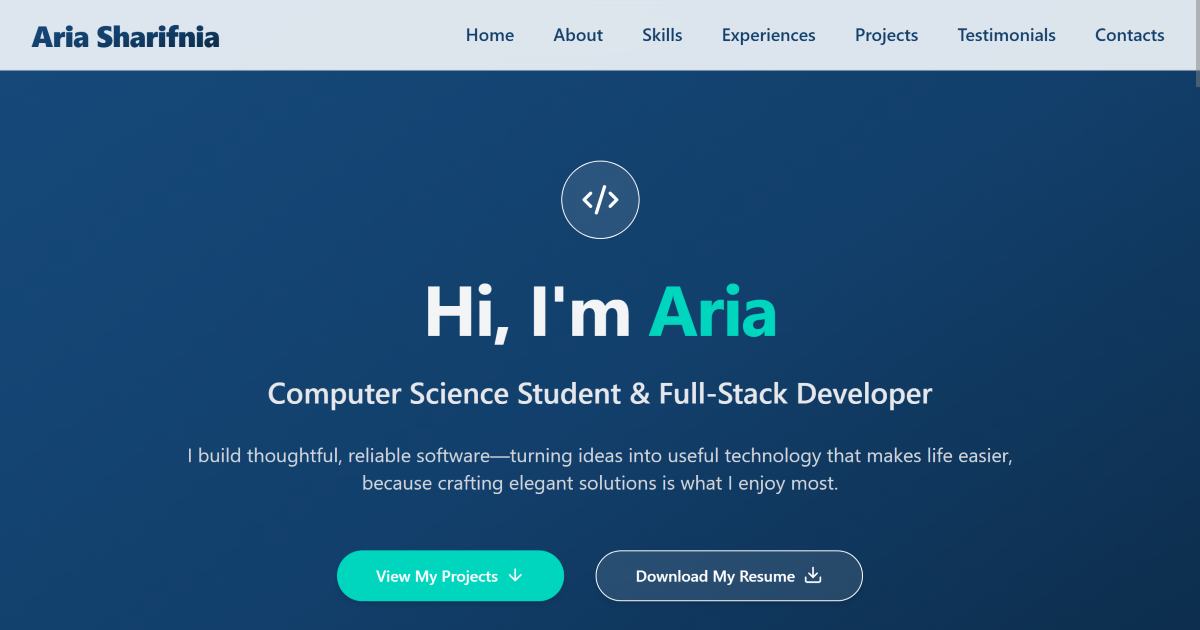 Aria Sharifnia
Home About Skills Experiences Projects Testimonials Contacts
</>
Hi, I'm Aria
Computer Science Student & Full-Stack Developer
I build thoughtful, reliable software—turning ideas into useful technology that makes life easier,
because crafting elegant solutions is what I enjoy most.
View My Projects
Download My Resume